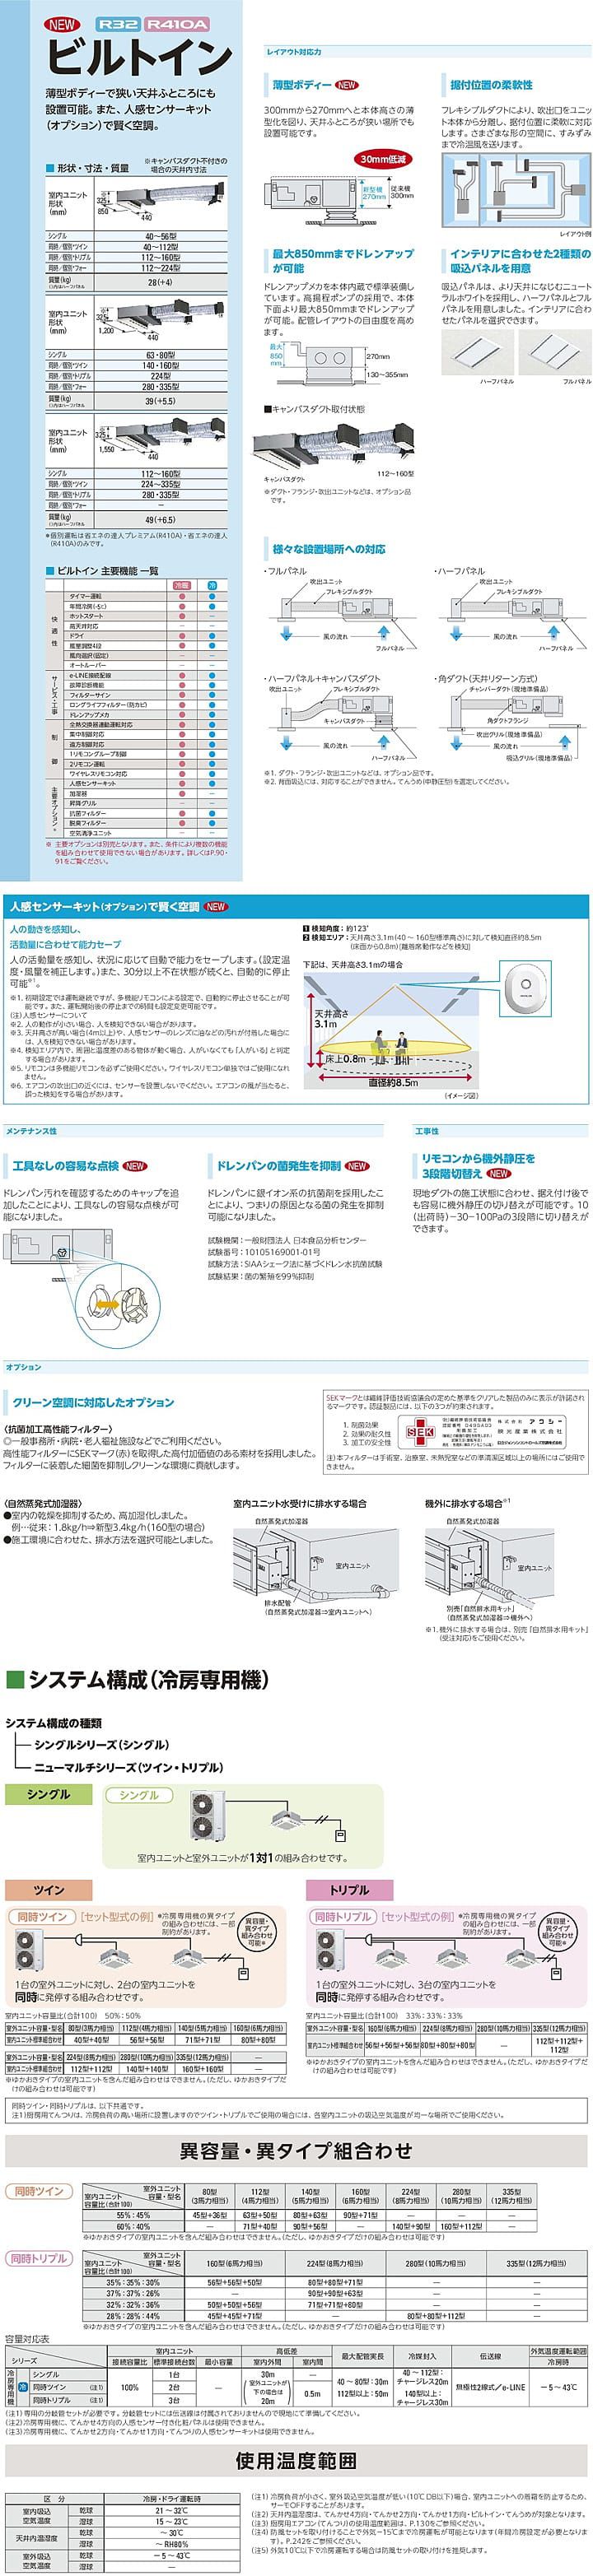 NEW
R32 R410A
ビルトイン
薄型ボディーで狭い天井ふところにも
設置可能。また、人感センサーキット
(オプション)で賢く空調。
■ 形状・寸法・質量
※キャンバスダクト不付きの
場合の天井内寸法
室内ユニット
形状
(mm)
325
850
440
シングル 40~56型
同時/個別ツイン 40~112型
同時/個別トリプル 112~160型
同時/個別フォー 112~224型
質量(kg) 28(+4)
室内ユニット
形状
(mm)
325
1,200
440
シングル 63・80型
同時/個別ツイン 140・160型
同時/個別トリプル 224型
同時/個別フォー 280・335型
質量(kg) 39(+5.5)
室内ユニット
形状
(mm)
325
1,550
440
シングル 112~160型
同時/個別ツイン 224~335型
同時/個別トリプル 280・335型
同時/個別フォー −
質量(kg) 49(+6.5)
※個別運転は省エネの達人プレミアム(R410A)・省エネの達人
(R410A)のみです。
■ ビルトイン 主要機能 一覧
冷暖 冷
快適性
タイマー運転 ● ●
年間冷房(-5℃) ● ●
ホットスタート ● −
高天井対応 − −
ドライ ● ●
風量調整4段 ● ●
風向選択(固定) − −
オートルーバー − −
サービス・工事
e-LINE接続配線 ● ●
故障診断機能 ● ●
フィルターサイン ● ●
ロングライフフィルター(防カビ) ● ●
ドレンアップメカ ● ●
制御
全熱交換器連動運転対応 ● ●
集中制御対応 ● ●
遠方制御対応 ● ●
1リモコングループ制御 ● ●
2リモコン運転 ● ●
ワイヤレスリモコン対応 ● ●
主要オプション※
人感センサーキット ● ●
加湿器 ● −
昇降グリル − −
抗菌フィルター ● ●
脱臭フィルター ● ●
空気清浄ユニット − −
※ 主要オプションは別売となります。また、条件により複数の機能
を組み合わせて使用できない場合があります。詳しくはP.90・
91をご覧ください。
レイアウト対応力
薄型ボディー NEW
300mmから270mmへと本体高さの薄
型化を図り、天井ふところが狭い場所でも
設置可能です。
30mm低減
新型機
270mm
従来機
300mm
据付位置の柔軟性
フレキシブルダクトにより、吹出口をユニッ
ト本体から分離し、据付位置に柔軟に対応
します。さまざまな形の空間に、すみずみ
まで冷温風を送ります。
レイアウト例
最大850mmまでドレンアップ
が可能
ドレンアップメカを本体内蔵で標準装備し
ています。高揚程ポンプの採用で、本体
下面より最大850mmまでドレンアップ
が可能。配管レイアウトの自由度を高め
ます。
最大
850
mm
270mm
130~355mm
インテリアに合わせた2種類の
吸込パネルを用意
吸込パネルは、より天井になじむニュート
ラルホワイトを採用し、ハーフパネルとフル
パネルを用意しました。インテリアに合わ
せたパネルを選択できます。
ハーフパネル
フルパネル
■キャンバスダクト取付状態
キャンバスダクト
112~160型
※ダクト・フランジ・吹出ユニットなどは、オプション品
です。
様々な設置場所への対応
・フルパネル
吹出ユニット
フレキシブルダクト
風の流れ
フルパネル
・ハーフパネル
吹出ユニット
フレキシブルダクト
風の流れ
ハーフパネル
・ハーフパネル+キャンバスダクト
吹出ユニット
フレキシブルダクト
キャンバスダクト
風の流れ
ハーフパネル
・角ダクト(天井リターン方式)
チャンバーダクト(現地準備品)
角ダクトフランジ
吹出グリル(現地準備品)
風の流れ
吸込グリル(現地準備品)
※1. ダクト・フランジ・吹出ユニットなどは、オプション品です。
※2. 背面吸込には、対応することができません。てんうめ(中静圧型)を選定してください。
人感センサーキット(オプション)で賢く空調 NEW
人の動きを感知し、
活動量に合わせて能力セーブ
人の活動量を感知し、状況に応じて自動で能力をセーブします。(設定温
度・風量を補正します。)また、30分以上不在状態が続くと、自動的に停止
可能※1。
※1. 初期設定では運転継続ですが、多機能リモコンによる設定で、自動的に停止させることが可
能です。また、運転開始後の停止までの時間も設定変更可能です。
(注)人感センサーについて
※2. 人の動作が小さい場合、人を検知できない場合があります。
※3. 天井高さが高い場合(4m以上)や、人感センサーのレンズに油などの汚れが付着した場合に
は、人を検知できない場合があります。
※4. 検知エリア内で、周囲と温度差のある物体が動く場合、人がいなくても「人がいる」と判定
する場合があります。
※5. リモコンは多機能リモコンを必ずご使用ください。ワイヤレスリモコン単独ではご使用になれ
ません。
※6. エアコンの吹出口の近くには、センサーを設置しないでください。エアコンの風が当たると、
誤った検知をする場合があります。
1 検知角度:約123°
2 検知エリア:天井高さ3.1m(40~160型標準高さ)に対して検知直径約8.5m
(床面から0.8m)[離着席動作などを検知]
下記は、天井高さ3.1mの場合
天井高さ
3.1m
床上0.8m
直径約8.5m
(イメージ図)
メンテナンス性
工具なしの容易な点検 NEW
ドレンパン汚れを確認するためのキャップを追
加したことにより、工具なしの容易な点検が可
能になりました。
ドレンパンの菌発生を抑制 NEW
ドレンパンに銀イオン系の抗菌剤を採用したこ
とにより、つまりの原因となる菌の発生を抑制
可能になりました。
試験機関:一般財団法人 日本食品分析センター
試験番号:10105169001-01号
試験方法:SIAAシェーク法に基づくドレン水抗菌試験
試験結果:菌の繁殖を99%抑制
工事性
リモコンから機外静圧を
3段階切替え NEW
現地ダクトの施工状態に合わせ、据え付け後で
も容易に機外静圧の切り替えが可能です。10
(出荷時)−30−100Paの3段階に切り替えが
できます。
オプション
クリーン空調に対応したオプション
〈抗菌加工高性能フィルター〉
◎一般事務所・病院・老人福祉施設などでご利用ください。
高性能フィルターにSEKマーク(赤)を取得した高付加価値のある素材を採用しました。
フィルターに装着した細菌を抑制しクリーンな環境に貢献します。
SEKマークとは繊維評価技術協議会の定めた基準をクリアした製品のみに表示が許諾され
るマークです。認証製品には、以下の3つが約束されます。
1. 制菌効果
2. 効果の耐久性
3. 加工の安全性
SEK
注)本フィルターは手術室、治療室、未熟児室などの準清潔区域以上の場所にはご使用で
きません。
〈自然蒸発式加湿器〉
●室内の乾燥を抑制するため、高加湿化しました。
例…従来:1.8kg/h⇒新型3.4kg/h(160型の場合)
●施工環境に合わせた、排水方法を選択可能としました。
室内ユニット水受けに排水する場合
自然蒸発式加湿器
室内ユニット
排水配管
(自然蒸発式加湿器⇒室内ユニットへ)
機外に排水する場合※1
自然蒸発式加湿器
室内ユニット
別売「自然排水用キット」
(自然蒸発式加湿器⇒機外へ)
※1. 機外に排水する場合は、別売「自然排水用キット」
(受注対応)をご使用ください。
■ システム構成(冷房専用機)
システム構成の種類
シングルシリーズ(シングル)
ニューマルチシリーズ(ツイン・トリプル)
シングル
シングル
室内ユニットと室外ユニットが1対1の組み合わせです。
ツイン
同時ツイン [セット型式の例] ※冷房専用機の異タイプ
の組み合わせには、一部
制約があります。
異容量・
異タイプ
組み合わせ
可能※
1台の室外ユニットに対し、2台の室内ユニットを
同時に発停する組み合わせです。
室内ユニット容量比(合計100) 50%:50%
室外ユニット容量・型名 80型(3馬力相当) 112型(4馬力相当) 140型(5馬力相当) 160型(6馬力相当)
室内ユニット標準組合わせ 40型+40型 56型+56型 71型+71型 80型+80型
室外ユニット容量・型名 224型(8馬力相当) 280型(10馬力相当) 335型(12馬力相当) −
室内ユニット標準組合わせ 112型+112型 140型+140型 160型+160型 −
※ゆかおきタイプの室内ユニットを含んだ組み合わせはできません。(ただし、ゆかおきタイプだ
けの組み合わせは可能です)
トリプル
同時トリプル [セット型式の例] ※冷房専用機の異タイプ
の組み合わせには、一部
制約があります。
異容量・
異タイプ
組み合わせ
可能※
1台の室外ユニットに対し、3台の室内ユニットを
同時に発停する組み合わせです。
室内ユニット容量比(合計100) 33%:33%:33%
室外ユニット容量・型名 160型(6馬力相当) 224型(8馬力相当) 280型(10馬力相当) 335型(12馬力相当)
室内ユニット標準組合わせ 56型+56型+56型 80型+80型+80型 − 112型+112型+
112型
※ゆかおきタイプの室内ユニットを含んだ組み合わせはできません。(ただし、ゆかおきタイプだ
けの組み合わせは可能です)
同時ツイン・同時トリプルは、以下共通です。
注1)厨房用てんつりは、冷房負荷の高い場所に設置しますのでツイン・トリプルでご使用の場合には、各室内ユニットの吸込空気温度が均一な場所でご使用ください。
異容量・異タイプ組合わせ
同時ツイン
室外ユニット
容量・型名
室内ユニット
容量比(合計100)
80型
(3馬力相当) 112型
(4馬力相当) 140型
(5馬力相当) 160型
(6馬力相当) 224型
(8馬力相当) 280型
(10馬力相当) 335型
(12馬力相当)
55%:45% 45型+36型 63型+50型 80型+63型 90型+71型 − − −
60%:40% − 71型+40型 90型+56型 − 140型+90型 160型+112型 −
※ゆかおきタイプの室内ユニットを含んだ組み合わせはできません。(ただし、ゆかおきタイプだけの組み合わせは可能です)
同時トリプル
室外ユニット
容量・型名
室内ユニット
容量比(合計100)
160型(6馬力相当) 224型(8馬力相当) 280型(10馬力相当) 335型(12馬力相当)
35%:35%:30% 56型+56型+50型 80型+80型+71型 − −
37%:37%:26% − 90型+90型+63型 − −
32%:32%:36% 50型+50型+56型 71型+71型+80型 − −
28%:28%:44% 45型+45型+71型 − 80型+80型+112型 −
※ゆかおきタイプの室内ユニットを含んだ組み合わせはできません。(ただし、ゆかおきタイプだけの組み合わせは可能です)
容量対応表
シリーズ 室内ユニット 高低差 最大配管実長 冷媒封入 伝送線 外気温度運転範囲
接続容量比 標準接続台数 最小容量 室内外間 室内間 冷房時
冷房専用機 冷
シングル 1台
同時ツイン (注1) 2台
同時トリプル (注1) 3台
100%
−
30m
(室外ユニットが
下の場合は
20m)
−
0.5m
40~80型:30m
112型以上:50m
40~112型:
チャージレス20m
140型以上:
チャージレス30m
無極性2線式/e-LINE
−5~43℃
(注1)専用の分岐管セットが必要です。分岐管セットには伝送線は付属されておりませんので現地にて準備してください。
(注2)冷房専用機に、てんかせ4方向の人感センサー付き化粧パネルは使用できません。
(注3)冷房専用機に、てんかせ2方向・てんかせ1方向・てんつりの人感センサーキットは使用できません。
使用温度範囲
区 分 冷房・ドライ運転時
室内吸込
空気温度
乾球 21~32℃
湿球 15~23℃
天井内温湿度
乾球 ~30℃
湿球 ~RH80%
室外吸込
空気温度
乾球 −5~43℃
湿球 −
(注1) 冷房負荷が小さく、室外吸込空気温度が低い(10℃ DB以下)場合、室内ユニットへの着霜を防止するため、
サーモOFFすることがあります。
(注2) 天井内温湿度は、てんかせ4方向・てんかせ2方向・てんかせ1方向・ビルトイン・てんうめが対象となります。
(注3) 厨房用エアコン(てんつり)の使用温度範囲は、P.130をご参照ください。
(注4) 防風セットを取り付けることで外気−15℃まで冷房運転が可能となります(年間冷房設定が必要となりま
す)。P.242をご参照ください。
(注5) 外気10℃以下で冷房運転する場合は防風セットの取り付けを推奨します。